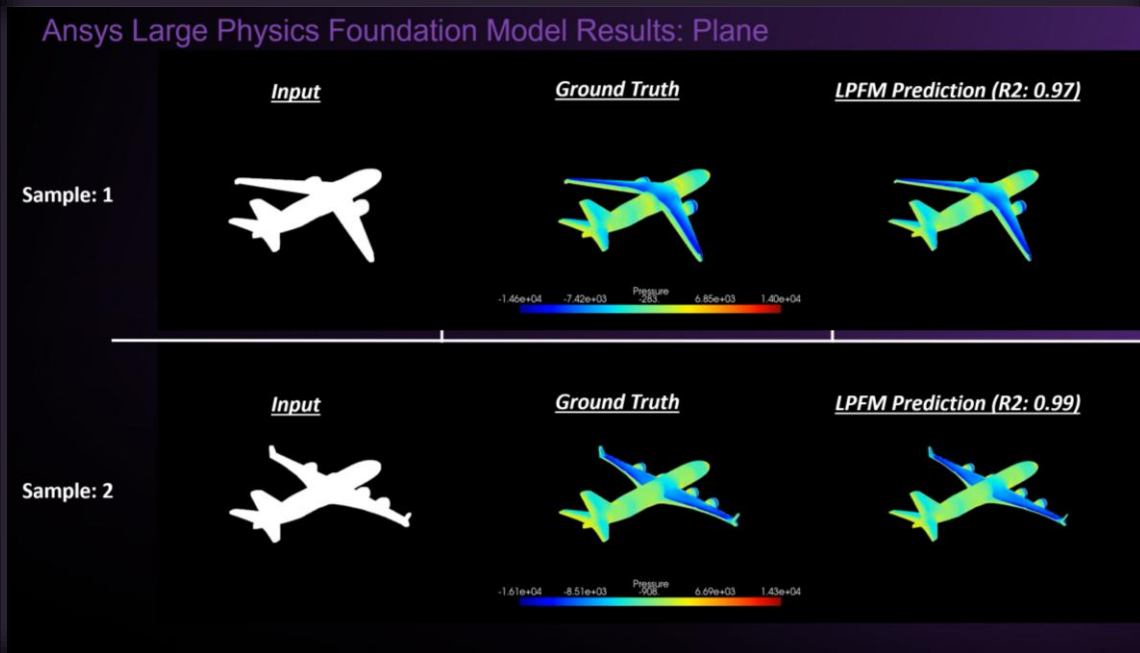 Ansys Large Physics Foundation Model Results: Plane
Input
Ground Truth
LPFM Prediction (R2: 0.97)
Sample: 1
Pressure
-1.46e+04 -7.42e+03 -283. 6.85e+03 1.40e+04
Input
Ground Truth
LPFM Prediction (R2: 0.99)
Sample: 2
Pressure
-1.61e+04 -8.51e+03 -908. 6.69e+03 1.43e+04